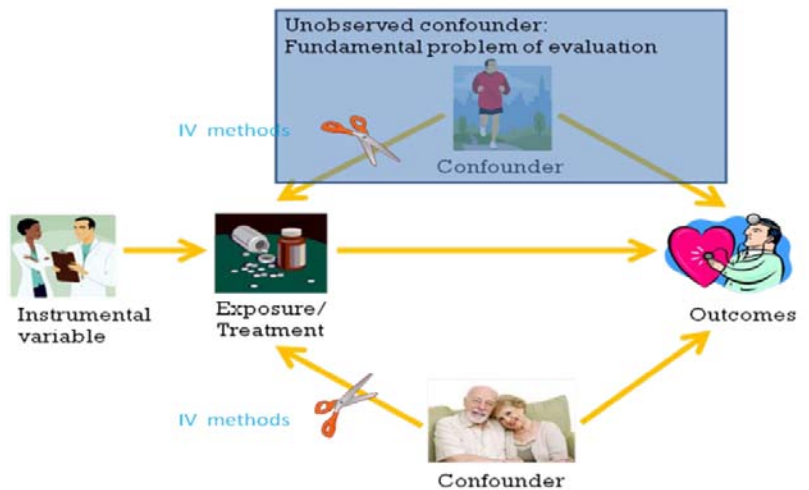 Unobserved confounder:
Fundamental problem of evaluation
IV methods
Confounder
Instrumental
variable
Exposure/
Treatment
Outcomes
IV methods
Confounder